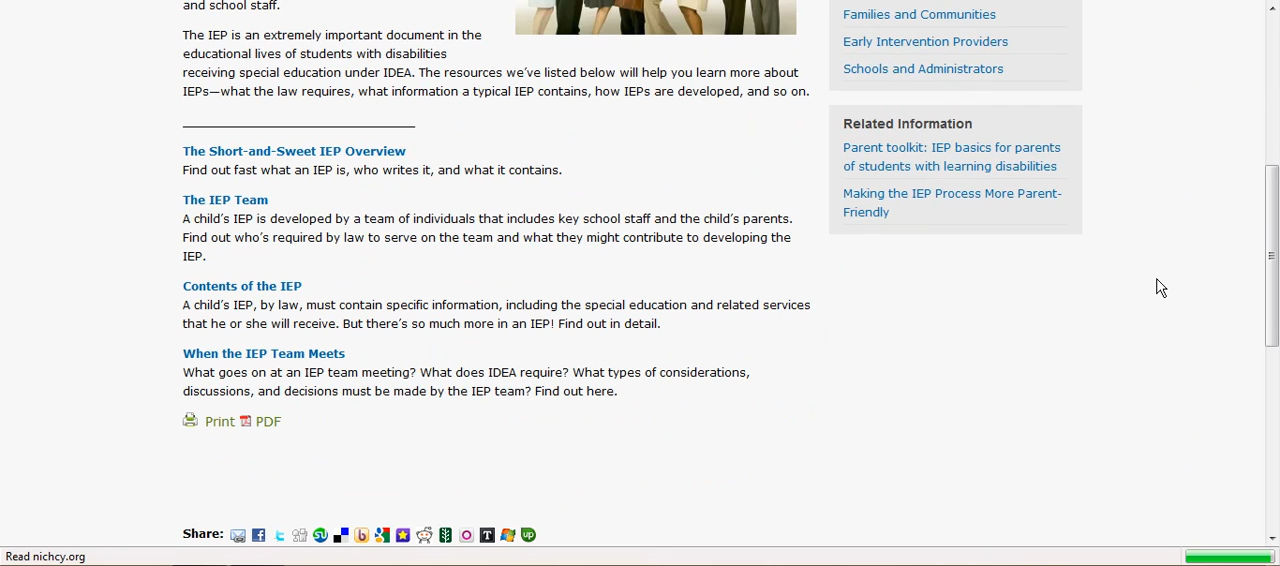 and school staff.
The IEP is an extremely important document in the
educational lives of students with disabilities
receiving special education under IDEA. The resources we've listed below will help you learn more about
IEPs—what the law requires, what information a typical IEP contains, how IEPs are developed, and so on.
The Short-and-Sweet IEP Overview
Find out fast what an IEP is, who writes it, and what it contains.
The IEP Team
A child's IEP is developed by a team of individuals that includes key school staff and the child's parents.
Find out who's required by law to serve on the team and what they might contribute to developing the
IEP.
Contents of the IEP
A child's IEP, by law, must contain specific information, including the special education and related services
that he or she will receive. But there's so much more in an IEP! Find out in detail.
When the IEP Team Meets
What goes on at an IEP team meeting? What does IDEA require? What types of considerations,
discussions, and decisions must be made by the IEP team? Find out here.
Print PDF
Share:
Families and Communities
Early Intervention Providers
Schools and Administrators
Related Information
Parent toolkit: IEP basics for parents
of students with learning disabilities
Making the IEP Process More Parent-
Friendly
Read nichcy.org